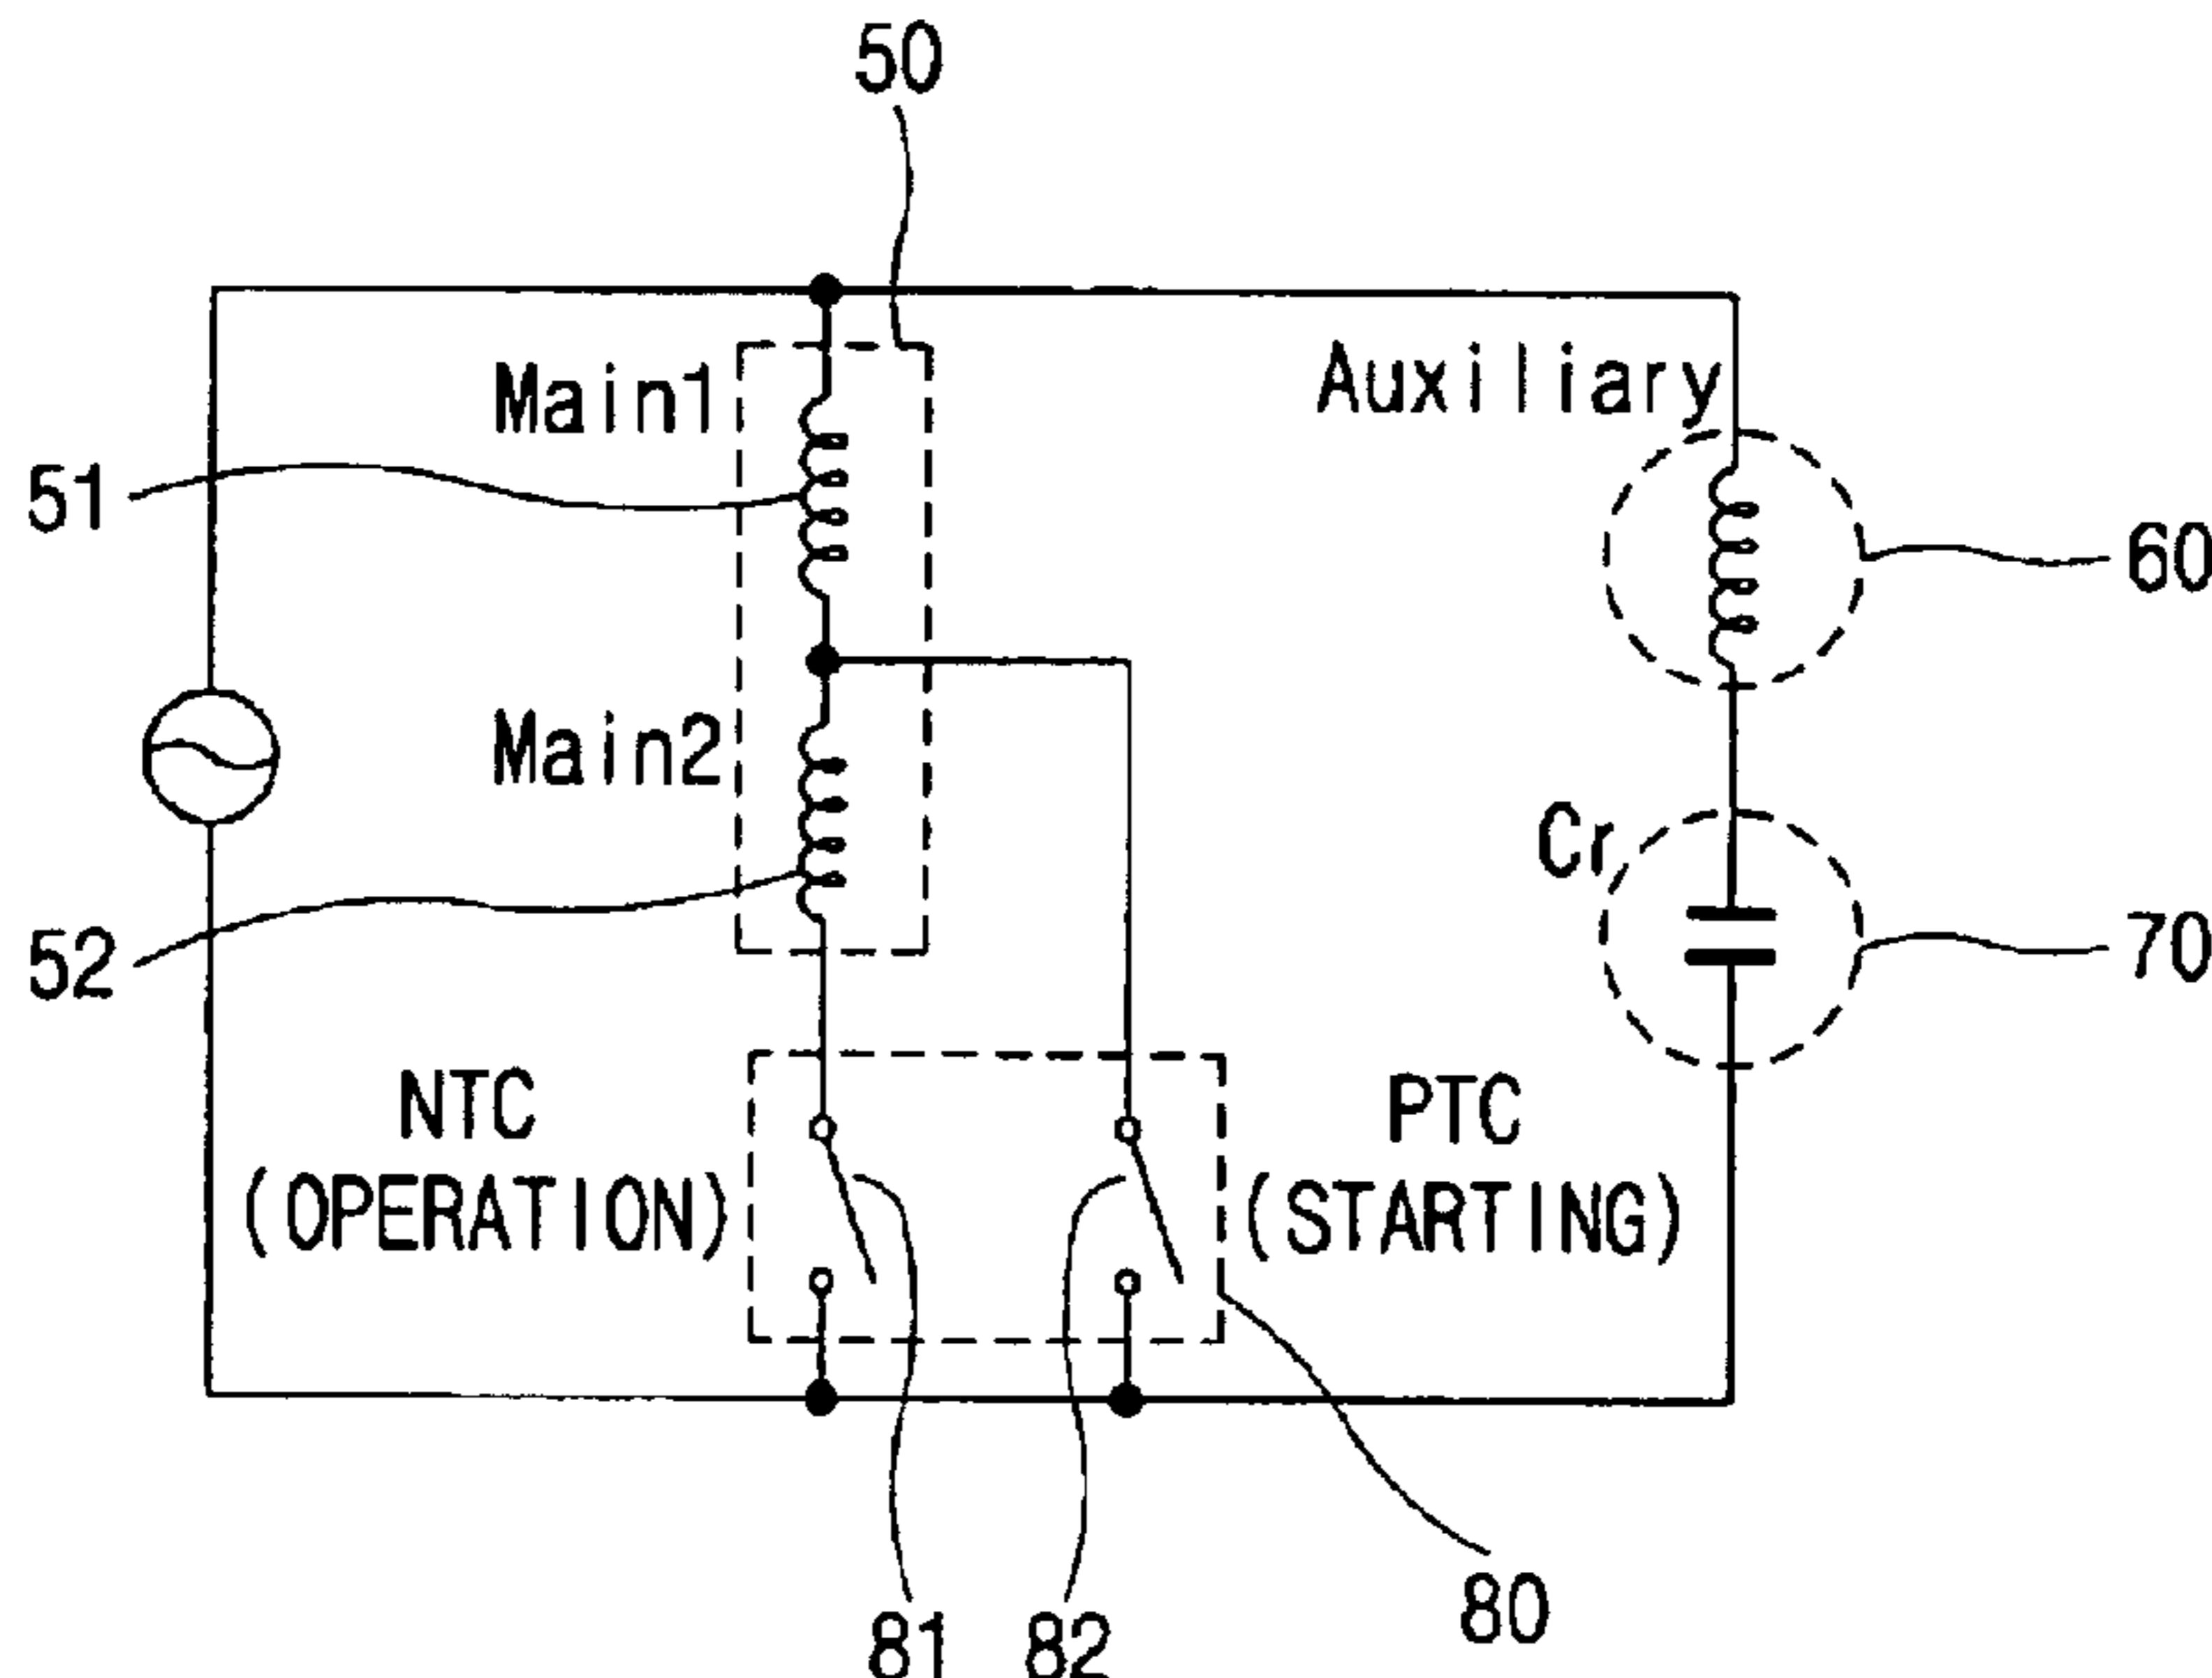 50
Main1
Auxiliary
51
60
Main2
Cr
52
70
NTC
(OPERATION)
PTC
(STARTING)
80
81
82